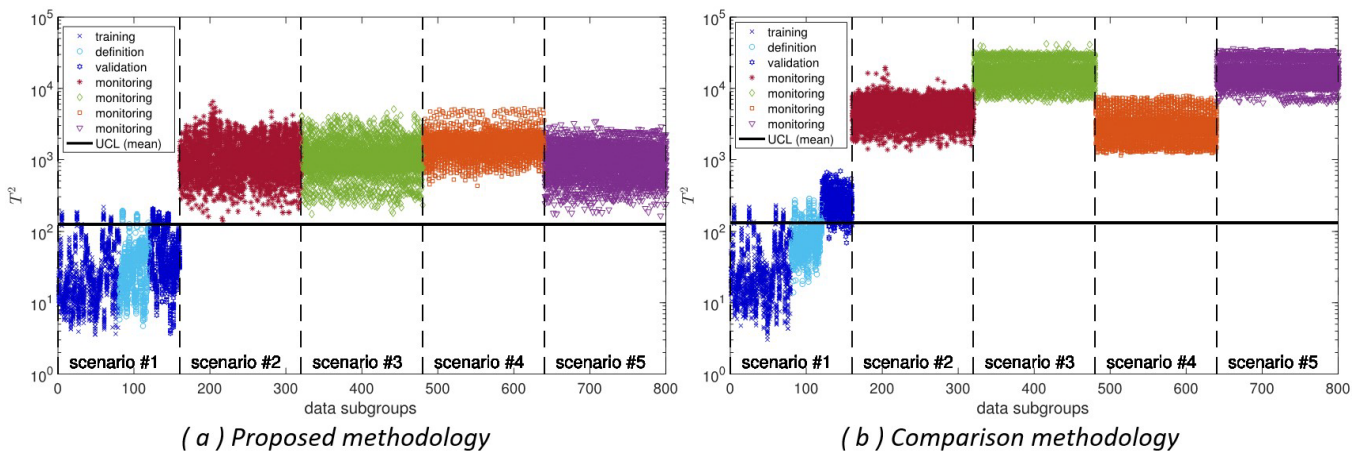 10^5
10^4
10^3
10^2
10^1
10^0
T^2
training
definition
validation
monitoring
monitoring
monitoring
monitoring
UCL (mean)
scenario #1 scenario #2 scenario #3 scenario #4 scenario #5
0 100 200 300 400 500 600 700 800
data subgroups
( a ) Proposed methodology
10^5
10^4
10^3
10^2
10^1
10^0
T^2
training
definition
validation
monitoring
monitoring
monitoring
monitoring
UCL (mean)
scenario #1 scenario #2 scenario #3 scenario #4 scenario #5
0 100 200 300 400 500 600 700 800
data subgroups
( b ) Comparison methodology